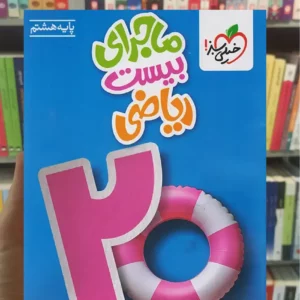 پایه هشتم
ماجرای
بیست
ریاضی
خیلی سبز
۲۰